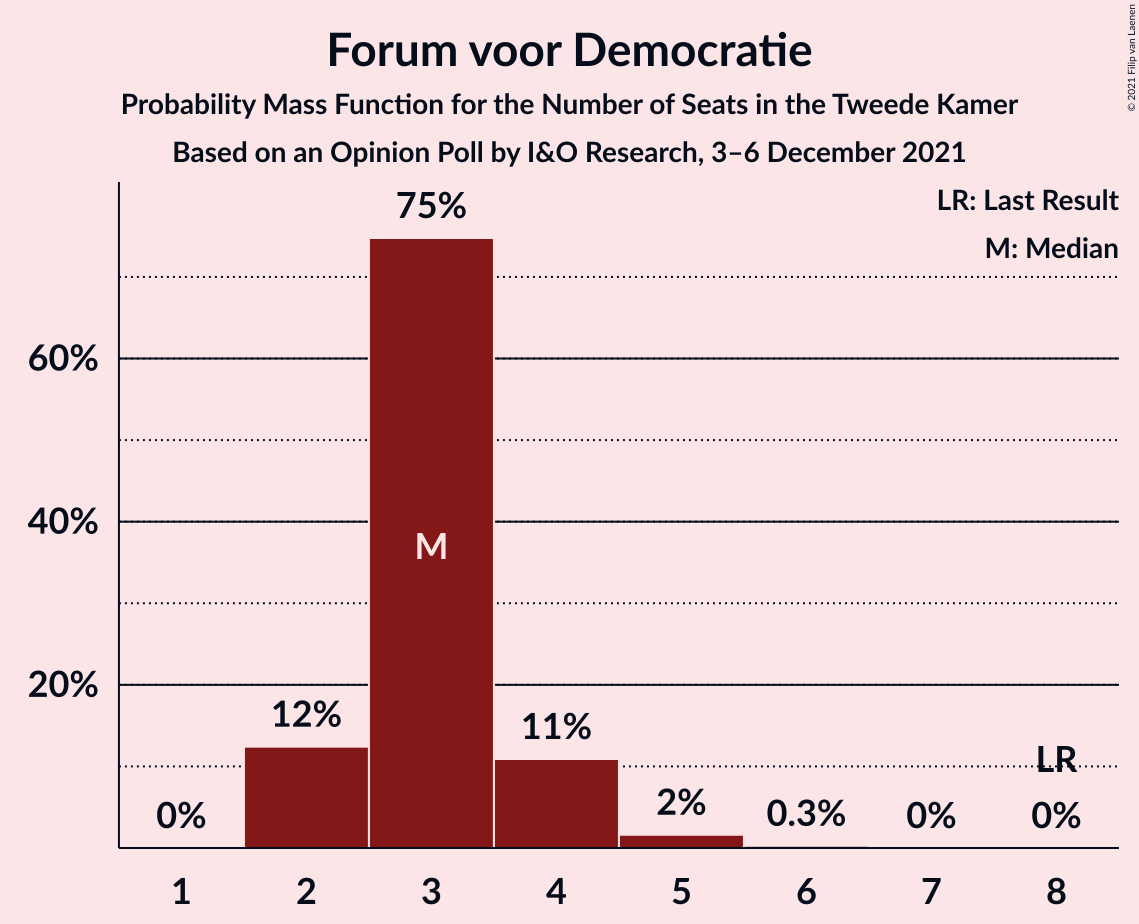 Forum voor Democratie
Probability Mass Function for the Number of Seats in the Tweede Kamer
Based on an Opinion Poll by I&O Research, 3–6 December 2021
© 2021 Filip van Laenen
LR: Last Result
M: Median
75%
60%
40%
M
20%
12%
11%
LR
0%
2%
0.3%
0%
0%
1 2 3 4 5 6 7 8